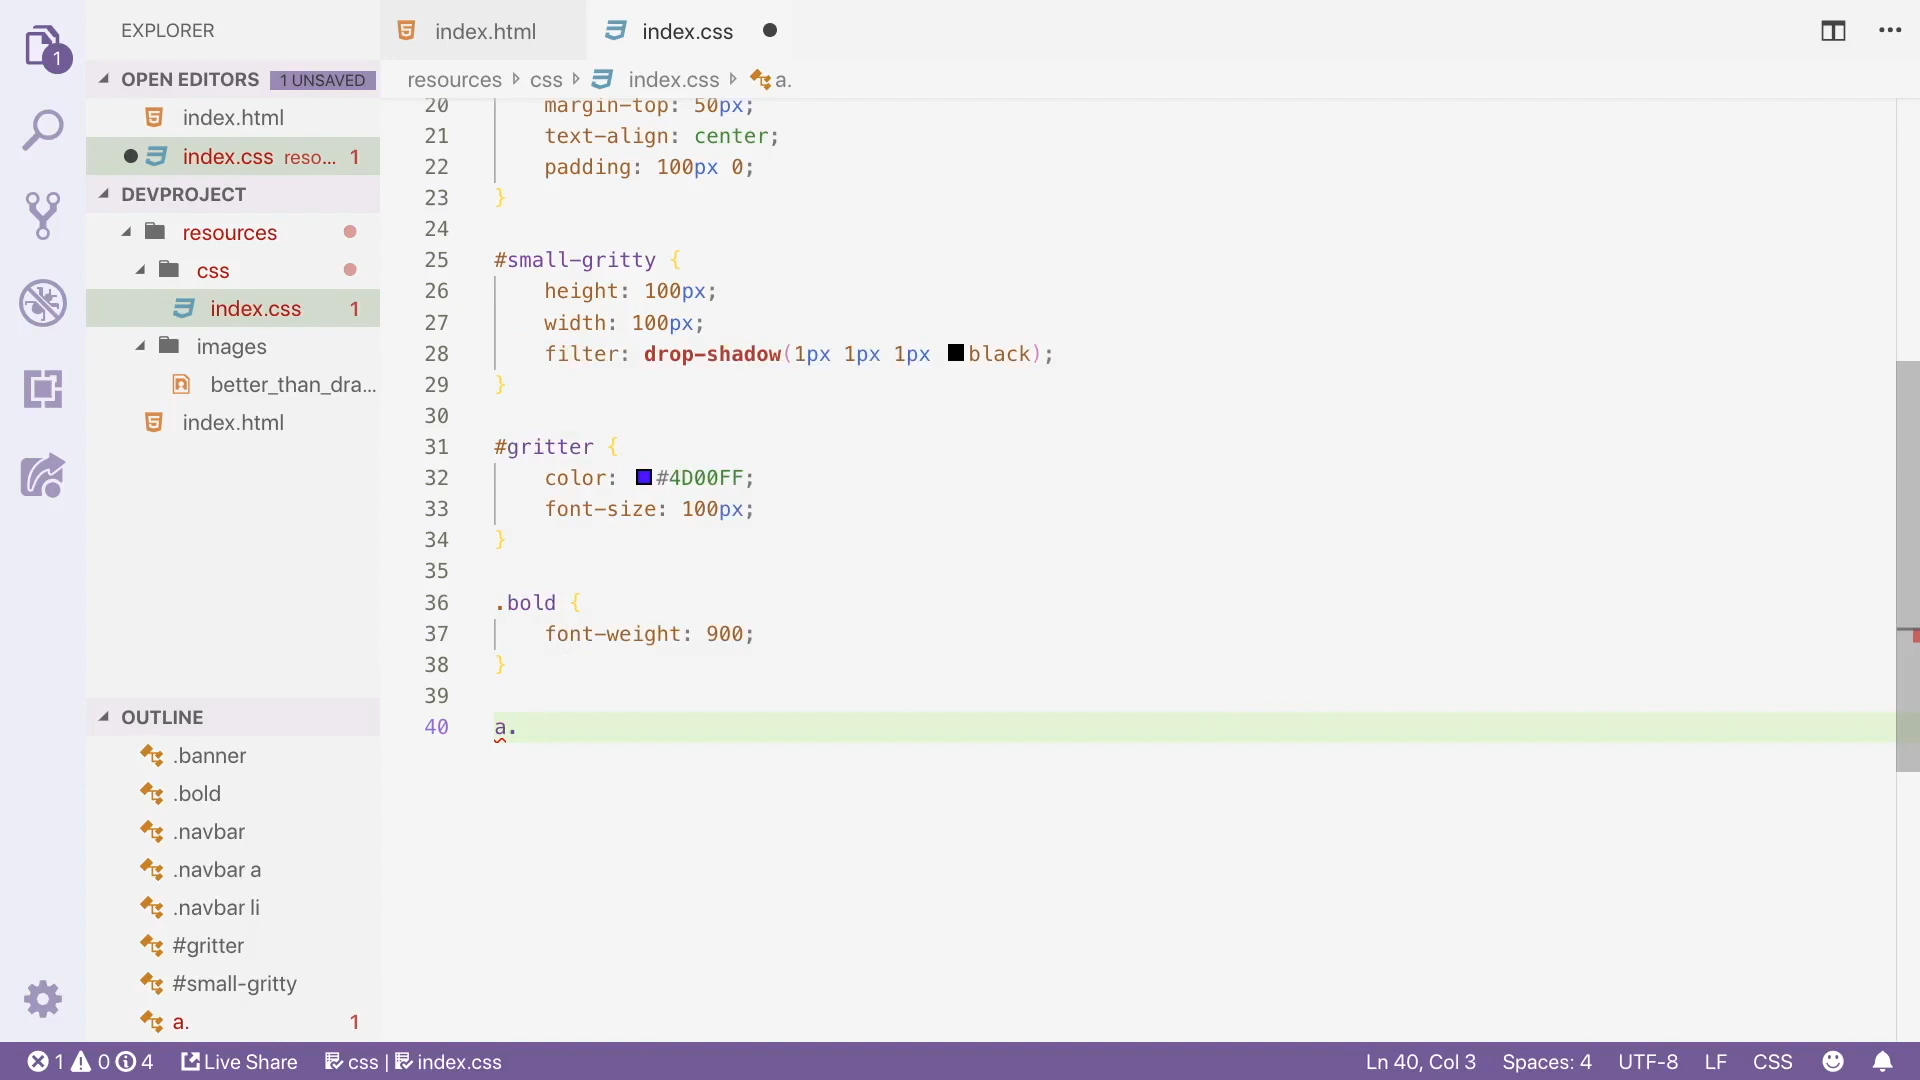 EXPLORER
OPEN EDITORS 1 UNSAVED
index.html
index.css reso... 1
DEVPROJECT
resources
css
index.css 1
images
better_than_dra...
index.html
OUTLINE
.banner
.bold
.navbar
.navbar a
.navbar li
#gritter
#small-gritty
a. 1
1
index.html
index.css
resources css index.css a.
20 margin-top: 50px;
21 text-align: center;
22 padding: 100px 0;
23 }
24
25 #small-gritty {
26 height: 100px;
27 width: 100px;
28 filter: drop-shadow(1px 1px 1px black);
29 }
30
31 #gritter {
32 color: #4D00FF;
33 font-size: 100px;
34 }
35
36 .bold {
37 font-weight: 900;
38 }
39
40 a.
1 0 4 Live Share css | index.css
Ln 40, Col 3 Spaces: 4 UTF-8 LF CSS